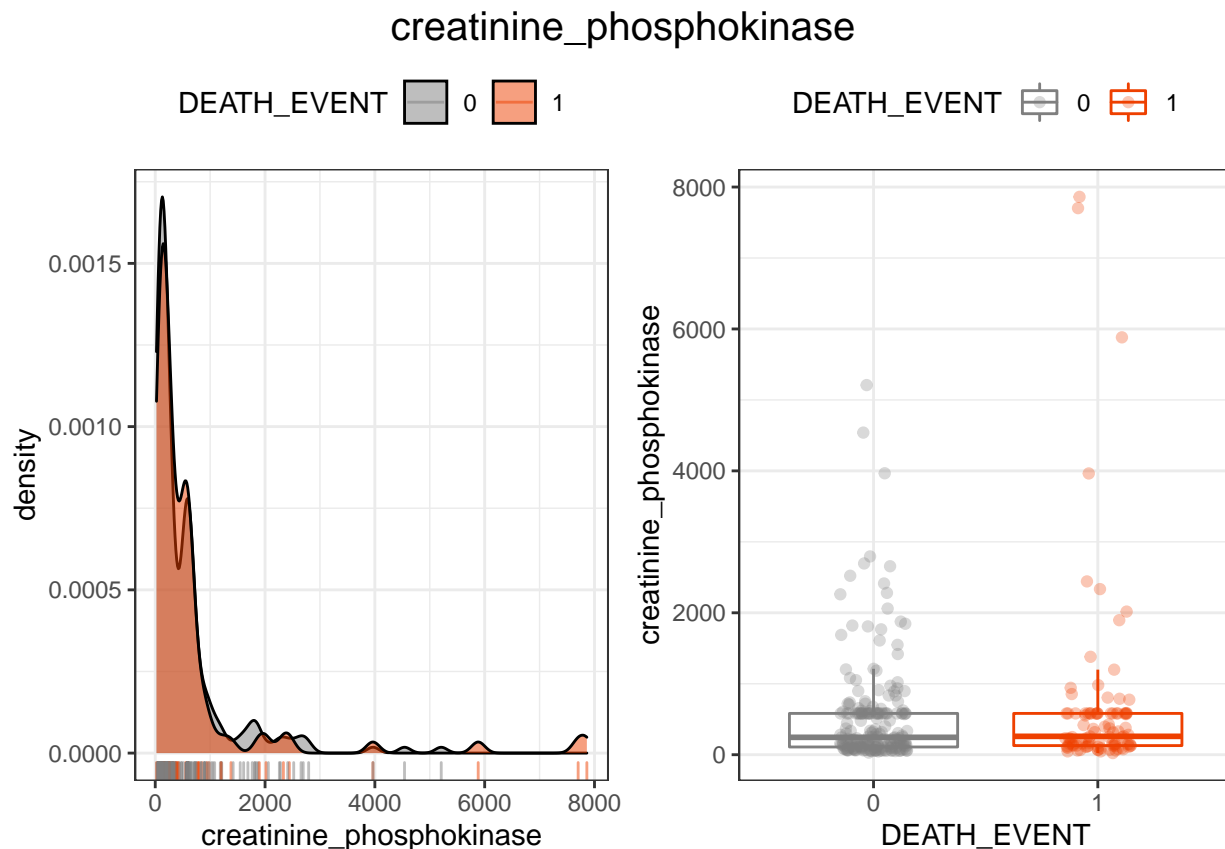 creatinine_phosphokinase
DEATH_EVENT 0 1
DEATH_EVENT 0 1
density
0.0015
0.0010
0.0005
0.0000
0 2000 4000 6000 8000
creatinine_phosphokinase
creatinine_phosphokinase
8000
6000
4000
2000
0
0 1
DEATH_EVENT